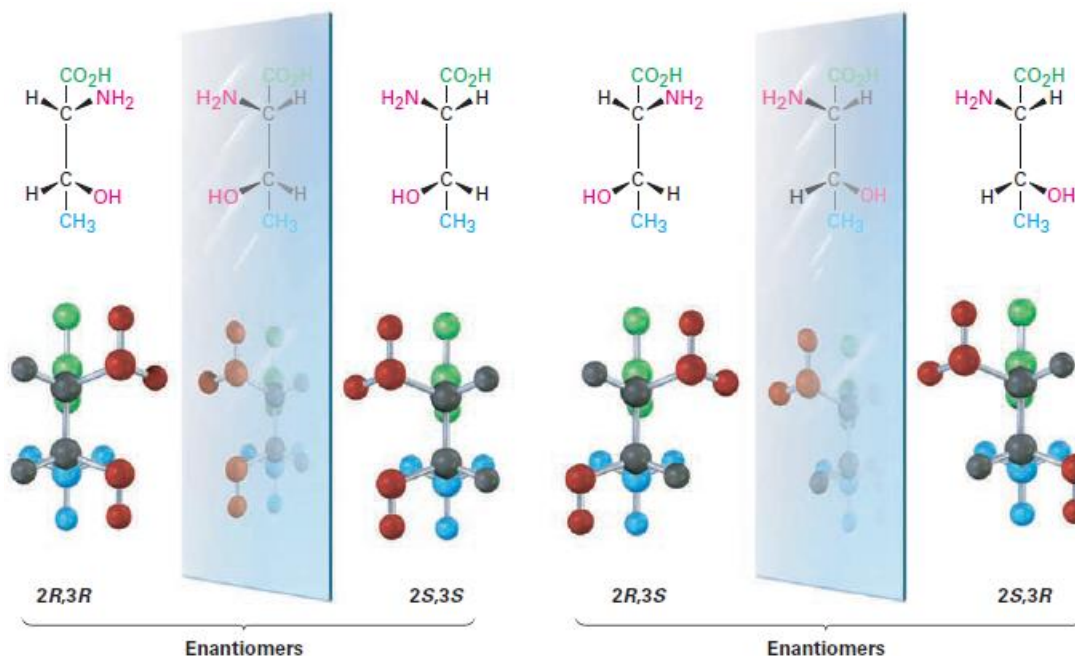 CO₂H
H C NH₂
H C OH
CH₃
CO₂H
H₂N C H
HO C H
CH₃
CO₂H
H₂N C H
HO C H
CH₃
CO₂H
H C NH₂
HO C H
CH₃
CO₂H
H₂N C H
H C OH
CH₃
CO₂H
H₂N C H
H C OH
CH₃
2R,3R
2S,3S
2R,3S
2S,3R
Enantiomers
Enantiomers